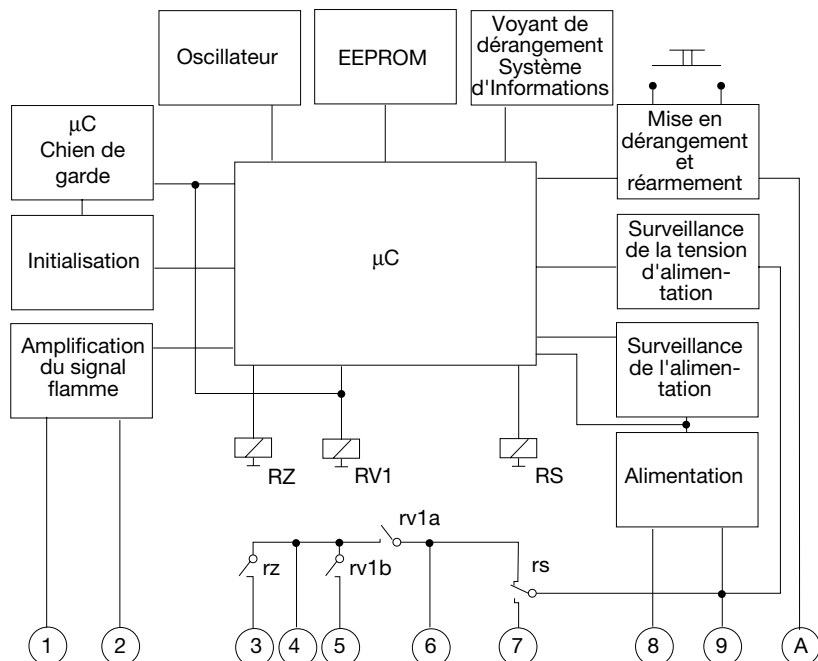 Oscillateur
EEPROM
Voyant de
dérangement
Système
d'Informations
μC
Chien de
garde
Mise en
dérangement
et
réarmement
Initialisation
μC
Surveillance
de la tension
d'alimen-
tation
Amplification
du signal
flamme
Surveillance
de l'alimen-
tation
RZ
RV1
RS
Alimentation
rv1a
rz
rv1b
rs
1
2
3
4
5
6
7
8
9
A